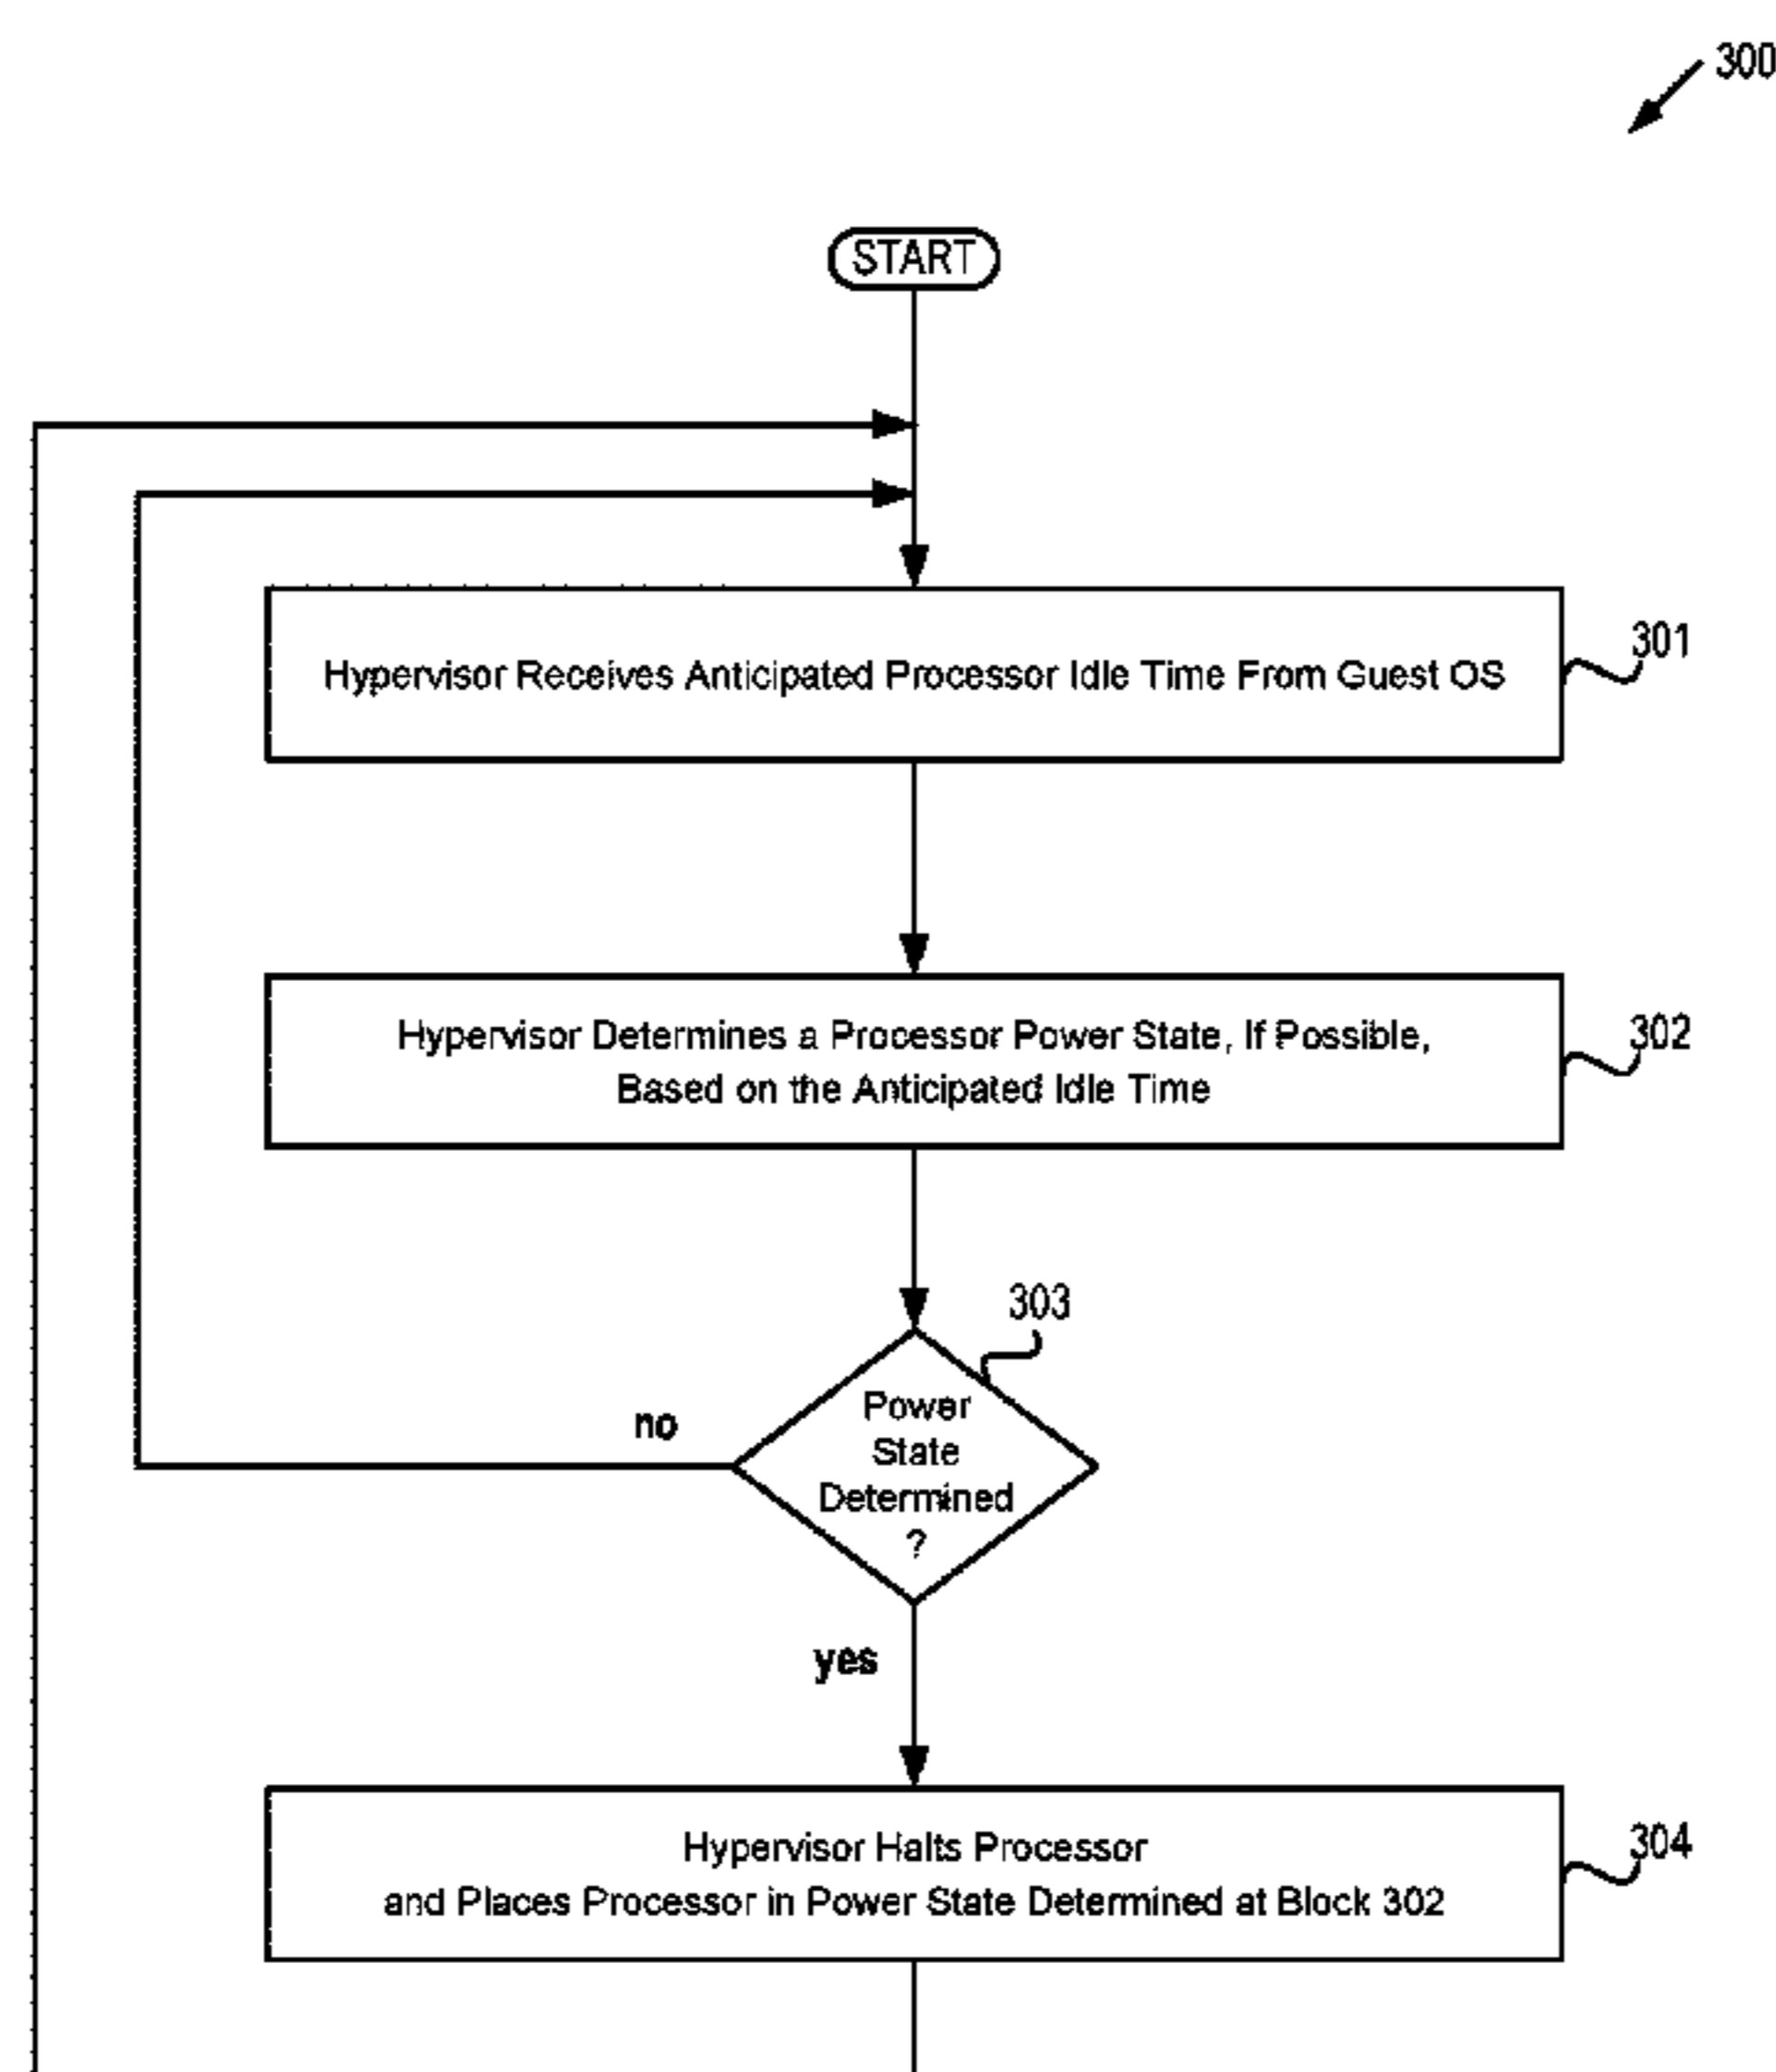 300
START
Hypervisor Receives Anticipated Processor Idle Time From Guest OS
301
Hypervisor Determines a Processor Power State, If Possible,
Based on the Anticipated Idle Time
302
303
Power
State
Determined
?
no
yes
Hypervisor Halts Processor
and Places Processor in Power State Determined at Block 302
304